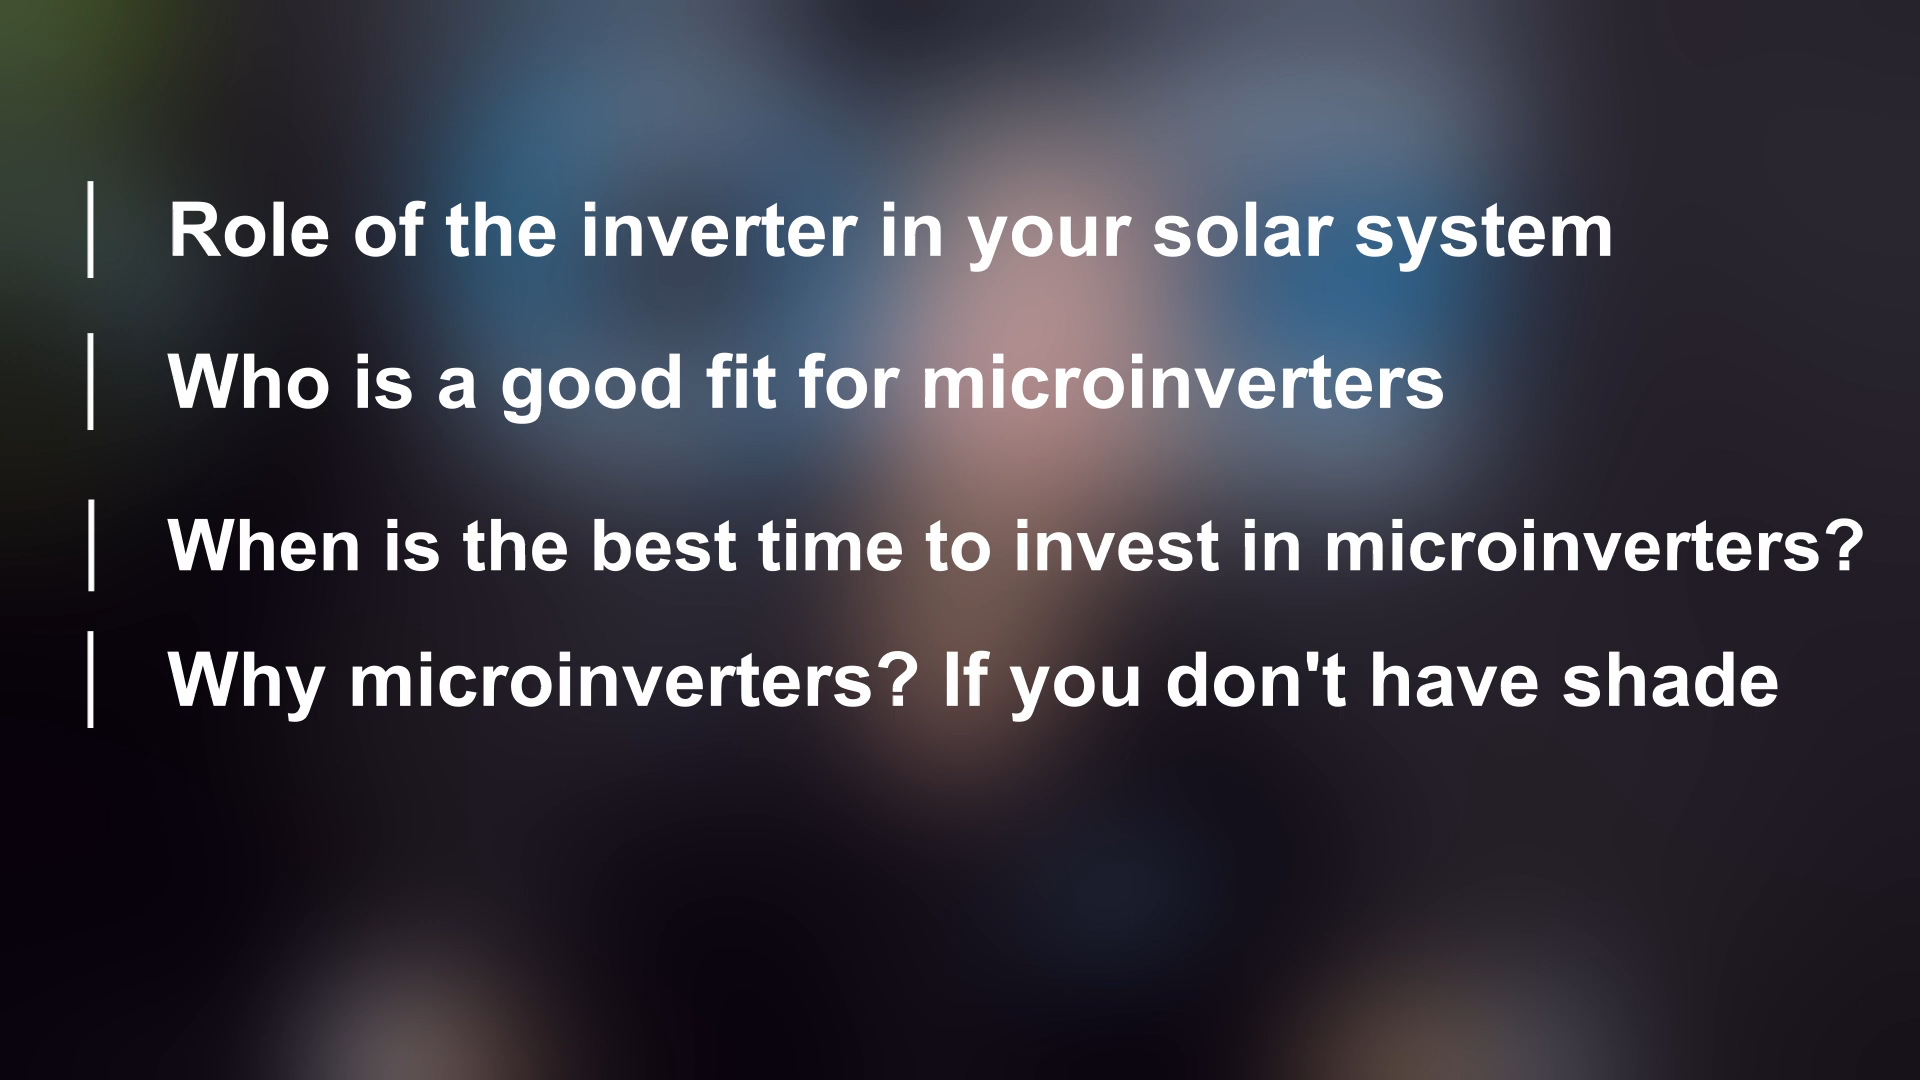 Role of the inverter in your solar system
Who is a good fit for microinverters
When is the best time to invest in microinverters?
Why microinverters? If you don't have shade